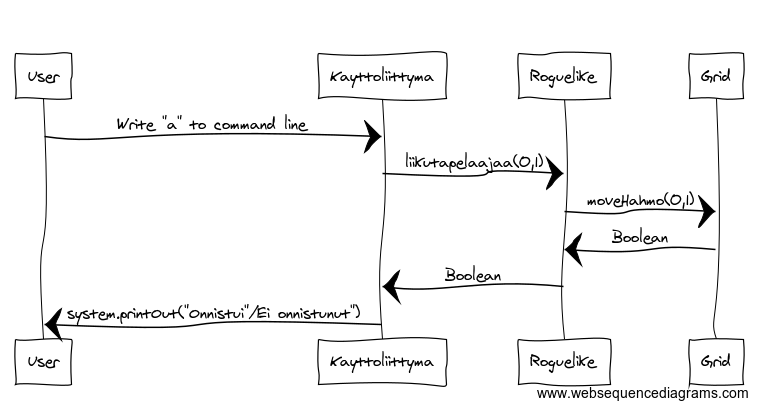 User
Kayttoliittyma
Roguelike
Grid
Write "a" to command line
liikutapelaajaa(0,1)
moveHahmo(0,1)
Boolean
Boolean
system.printOut("Onnistui"/Ei onnistunut")
User
Kayttoliittyma
Roguelike
Grid
www.websequencediagrams.com